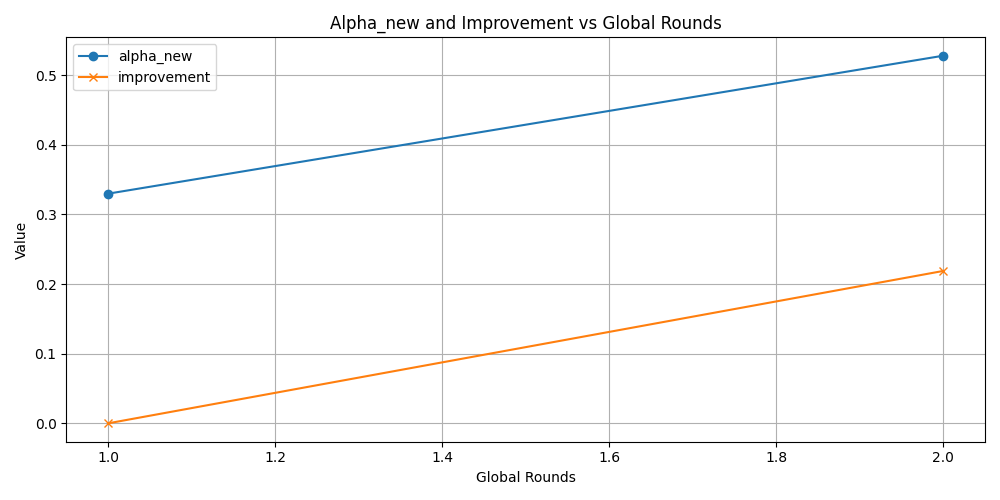 Alpha_new and Improvement vs Global Rounds
alpha_new
improvement
0.5
0.4
0.3
0.2
0.1
0.0
Value
1.0 1.2 1.4 1.6 1.8 2.0
Global Rounds